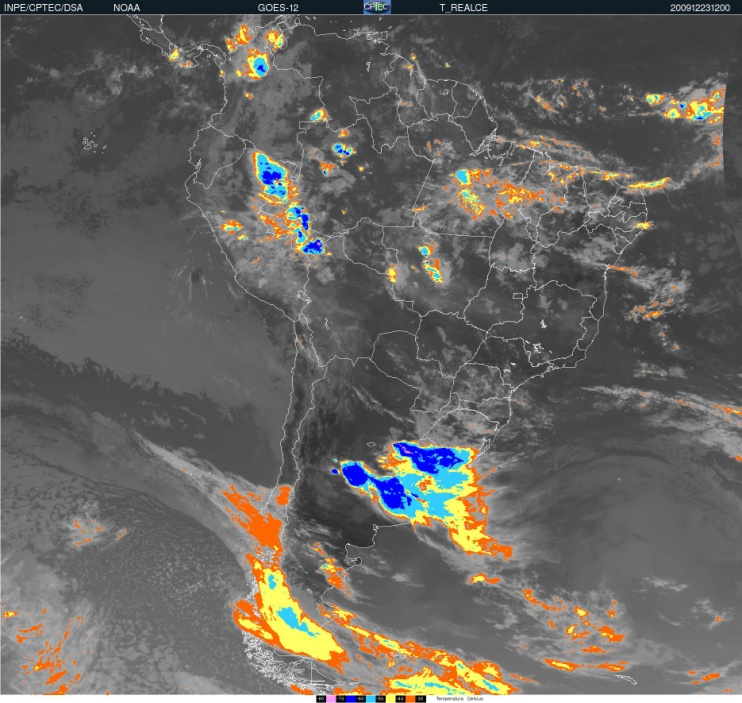 INPE/CPTEC/DSA NOAA GOES-12 CPTEC T_REALCE 200912231200
-80 -70 -60 -50 -40 -30 Temperatura Celsius